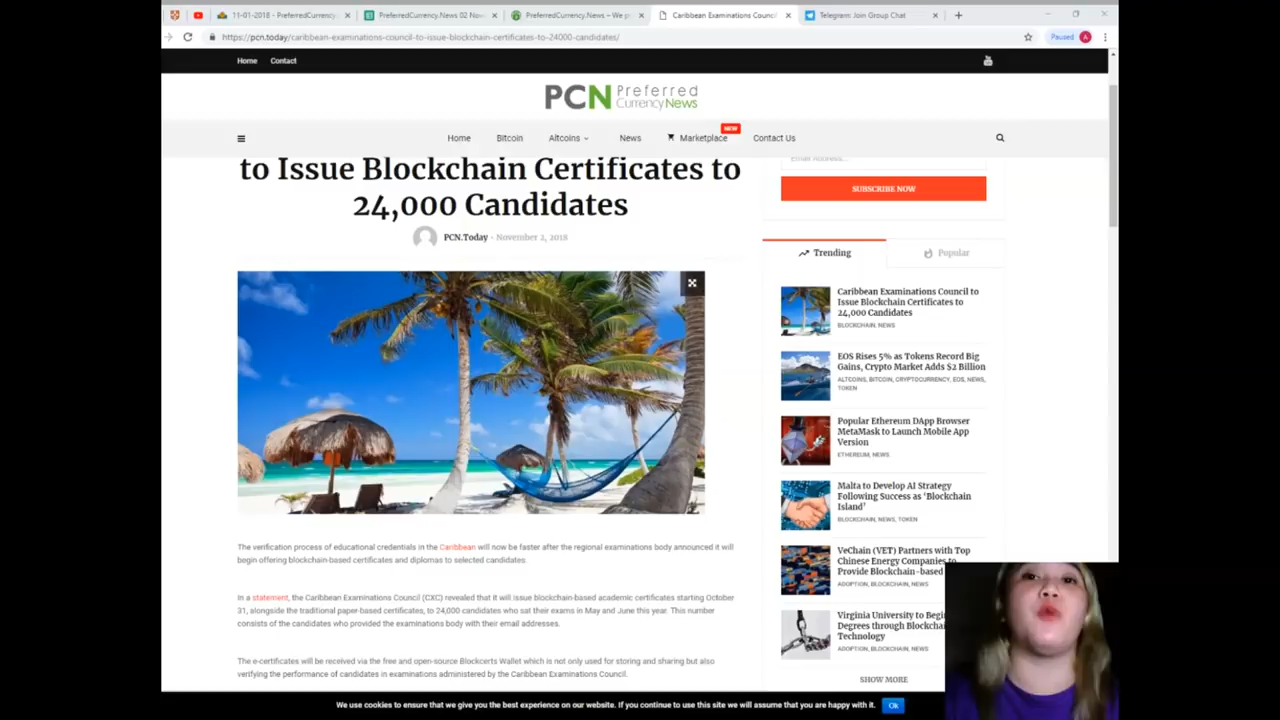 11-01-2018 - PreferredCurrency.
PreferredCurrency.News 02 Nov
PreferredCurrency.News – We p
Caribbean Examinations Council
Telegram: Join Group Chat
https://pcn.today/caribbean-examinations-council-to-issue-blockchain-certificates-to-24000-candidates/
Paused
A
Home
Contact
You
PCN Preferred CurrencyNews
NEW
Home
Bitcoin
Altcoins
News
Marketplace
Contact Us
to Issue Blockchain Certificates to
24,000 Candidates
PCN.Today - November 2, 2018
Email Address...
SUBSCRIBE NOW
Trending
Popular
Caribbean Examinations Council to
Issue Blockchain Certificates to
24,000 Candidates
BLOCKCHAIN, NEWS
EOS Rises 5% as Tokens Record Big
Gains, Crypto Market Adds $2 Billion
ALTCOINS, BITCOIN, CRYPTOCURRENCY, EOS, NEWS,
TOKEN
Popular Ethereum DApp Browser
MetaMask to Launch Mobile App
Version
ETHEREUM, NEWS
Malta to Develop AI Strategy
Following Success as ‘Blockchain
Island’
BLOCKCHAIN, NEWS, TOKEN
VeChain (VET) Partners with Top
Chinese Energy Companies to
Provide Blockchain-based
ADOPTION, BLOCKCHAIN, NEWS
Virginia University to Begi
Degrees through Blockchai
Technology
ADOPTION, BLOCKCHAIN, NEWS
SHOW MORE
The verification process of educational credentials in the Caribbean will now be faster after the regional examinations body announced it will
begin offering blockchain-based certificates and diplomas to selected candidates.
In a statement, the Caribbean Examinations Council (CXC) revealed that it will issue blockchain-based academic certificates starting October
31, alongside the traditional paper-based certificates, to 24,000 candidates who sat their exams in May and June this year. This number
consists of the candidates who provided the examinations body with their email addresses.
The e-certificates will be received via the free and open-source Blockcerts Wallet which is not only used for storing and sharing but also
verifying the performance of candidates in examinations administered by the Caribbean Examinations Council.
We use cookies to ensure that we give you the best experience on our website. If you continue to use this site we will assume that you are happy with it.
Ok